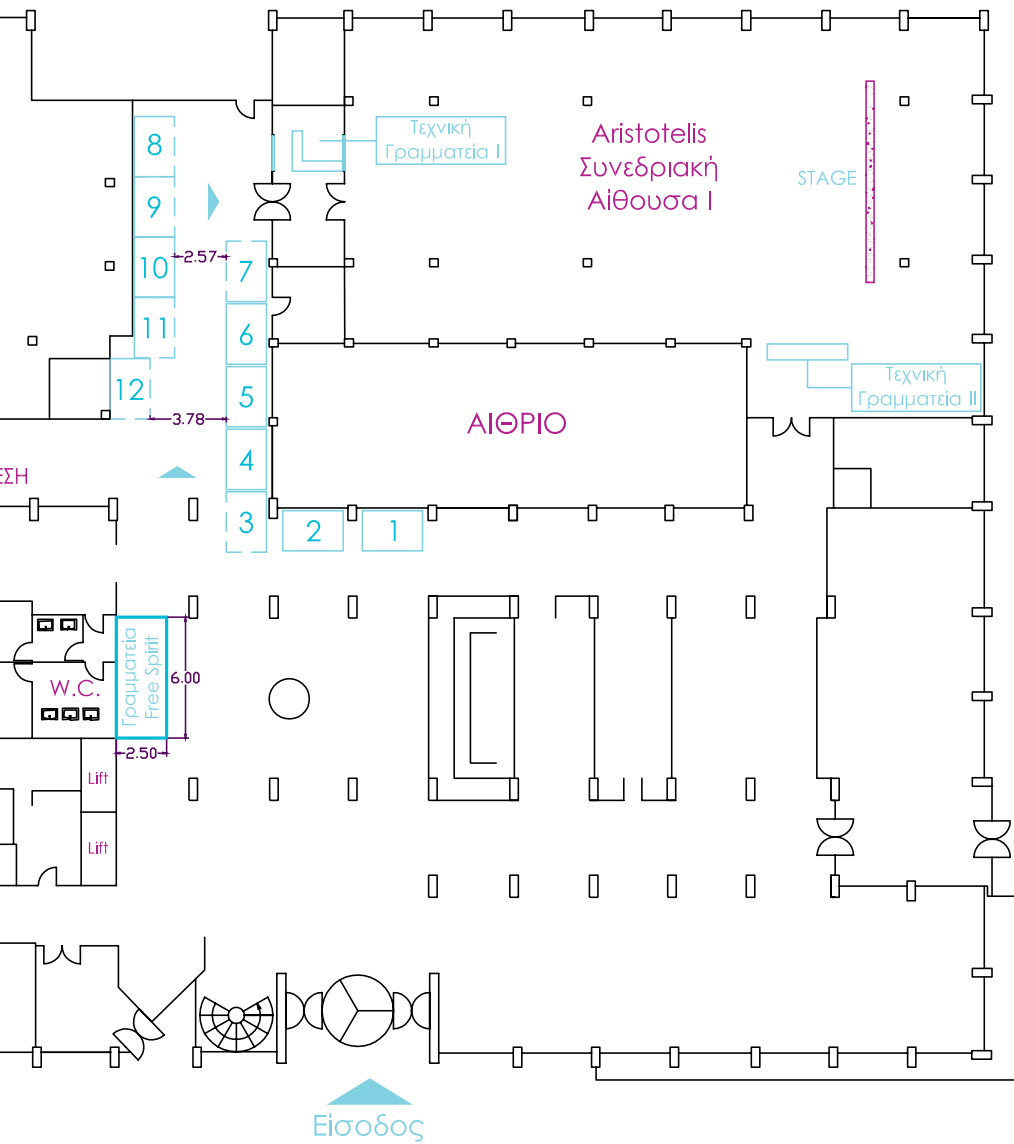 Τεχνική
Γραμματεία Ι
Aristotelis
Συνεδριακή
Αίθουσα Ι
STAGE
8
9
10
2.57
7
11
6
12
5
3.78
Τεχνική
Γραμματεία ΙΙ
ΑΙΘΡΙΟ
4
ΕΣΗ
3
2
1
Γραμματεία
Free Spirit
6.00
W.C.
2.50
Lift
Lift
Είσοδος